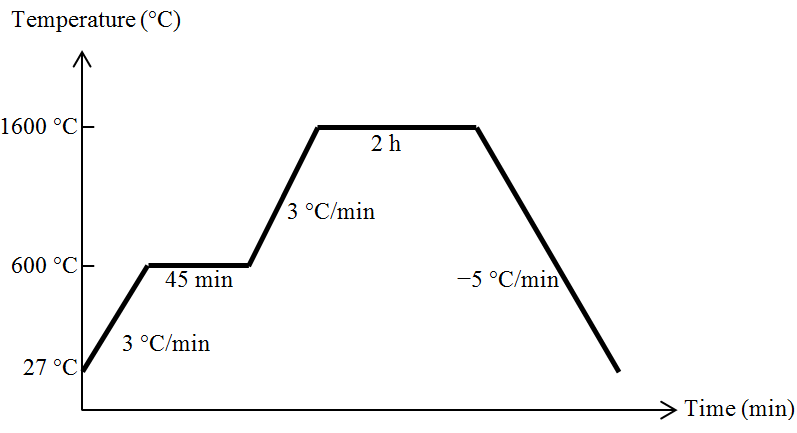 Temperature (°C)
1600 °C
2 h
3 °C/min
600 °C
45 min
−5 °C/min
3 °C/min
27 °C
Time (min)